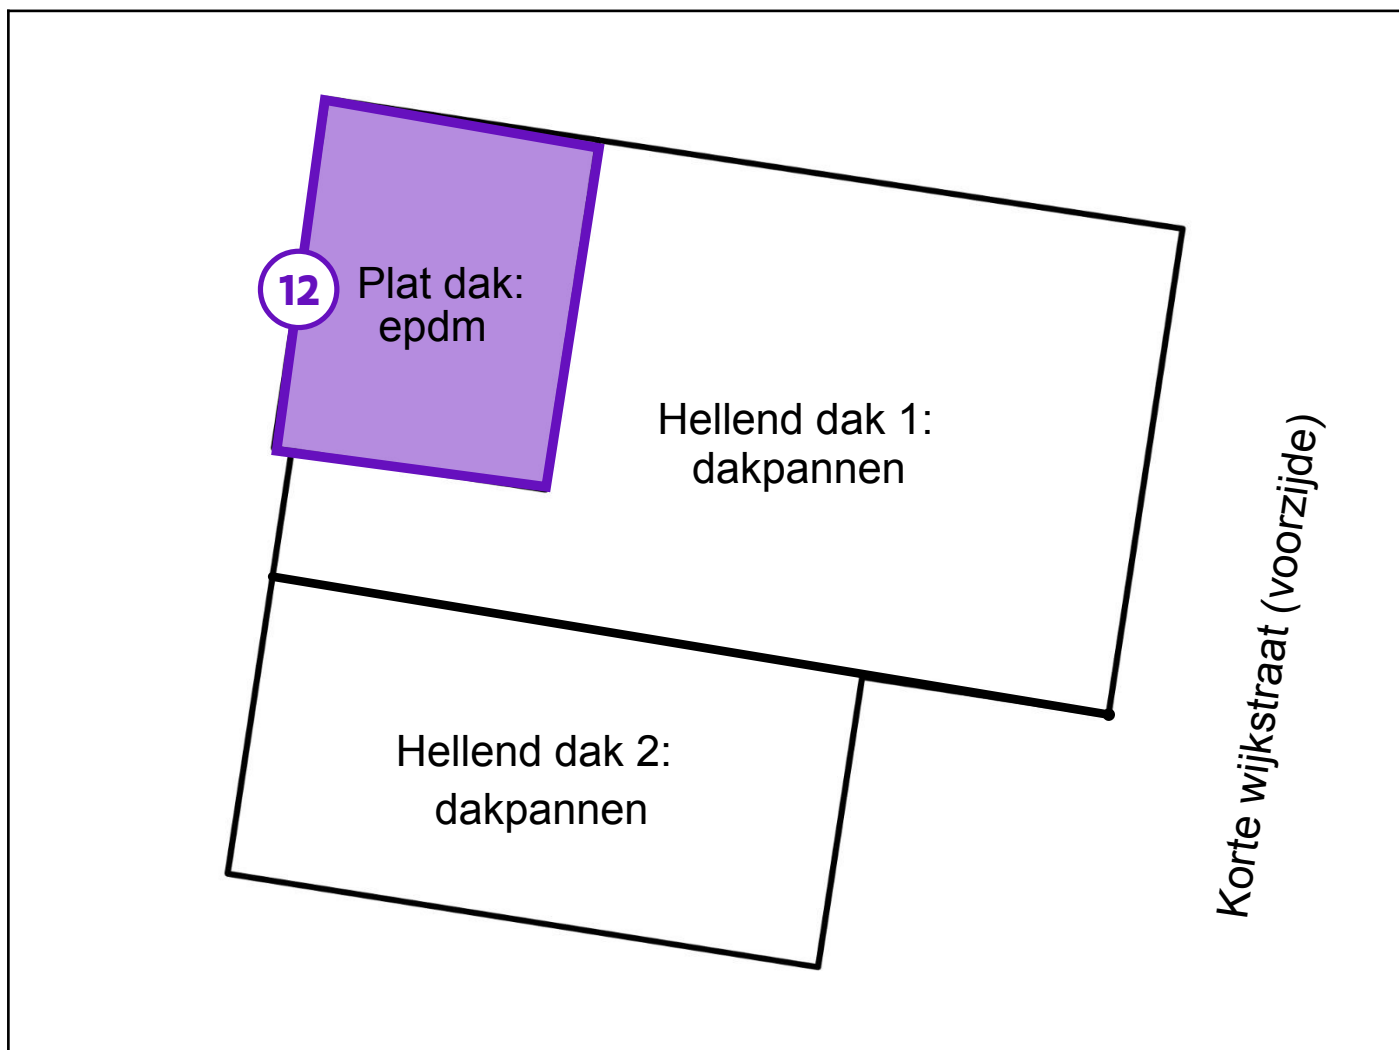 12
Plat dak:
epdm
Hellend dak 1:
dakpannen
Hellend dak 2:
dakpannen
Korte wijkstraat (voorzijde)